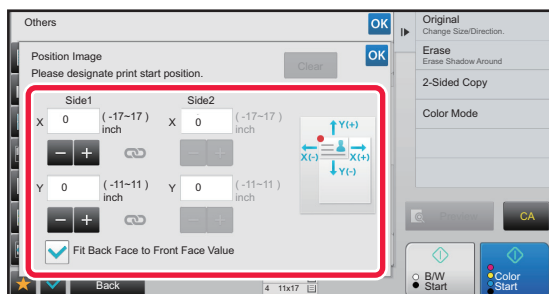 Others
OK
Position Image
OK
Please designate print start position.
Clear
Side1
Side2
X 0 ( -17~17 ) inch
X 0 ( -17~17 ) inch
Y(+)
X(-) X(+)
Y(-)
Y 0 ( -11~11 ) inch
Y 0 ( -11~11 ) inch
Fit Back Face to Front Face Value
Back
4 11x17
Original
Change Size/Direction.
Erase
Erase Shadow Around
2-Sided Copy
Color Mode
Preview
CA
B/W
Start
Color
Start